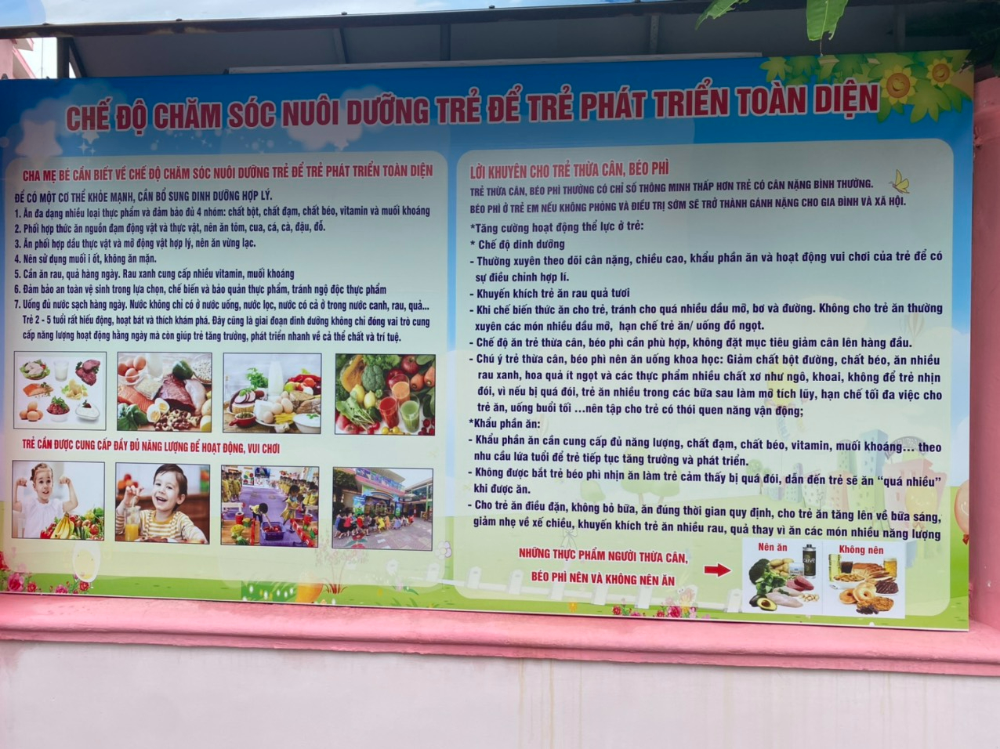 CHẾ ĐỘ CHĂM SÓC NUÔI DƯỠNG TRẺ ĐỂ TRẺ PHÁT TRIỂN TOÀN DIỆN
CHA MẸ BÉ CẦN BIẾT VỀ CHẾ ĐỘ CHĂM SÓC NUÔI DƯỠNG TRẺ ĐỂ TRẺ PHÁT TRIỂN TOÀN DIỆN
ĐỂ CÓ MỘT CƠ THỂ KHỎE MẠNH, CẦN BỔ SUNG DINH DƯỠNG HỢP LÝ.
1. Ăn đa dạng nhiều loại thực phẩm và đảm bảo đủ 4 nhóm: chất bột, chất đạm, chất béo, vitamin và muối khoáng
2. Phối hợp thức ăn nguồn đạm động vật và thực vật, nên ăn tôm, cua, cá, cà, đậu, đỗ.
3. Ăn phối hợp dầu thực vật và mỡ động vật hợp lý, nên ăn vừng lạc.
4. Nên sử dụng muối i ốt, không ăn mặn.
5. Cần ăn rau, quả hàng ngày. Rau xanh cung cấp nhiều vitamin, muối khoáng
6. Đảm bảo an toàn vệ sinh trong lựa chọn, chế biến và bảo quản thực phẩm, tránh ngộ độc thực phẩm
7. Uống đủ nước sạch hàng ngày. Nước không chỉ có ở nước uống, nước lọc, nước có cả ở trong nước canh, rau, quả...
Trẻ 2 - 5 tuổi rất hiếu động, hoạt bát và thích khám phá. Đây cũng là giai đoạn dinh dưỡng không chỉ đóng vai trò cung
cấp năng lượng hoạt động hằng ngày mà còn giúp trẻ tăng trưởng, phát triển nhanh về cả thể chất và trí tuệ.
TRẺ CẦN ĐƯỢC CUNG CẤP ĐẦY ĐỦ NĂNG LƯỢNG ĐỂ HOẠT ĐỘNG, VUI CHƠI
LỜI KHUYÊN CHO TRẺ THỪA CÂN, BÉO PHÌ
TRẺ THỪA CÂN, BÉO PHÌ THƯỜNG CÓ CHỈ SỐ THÔNG MINH THẤP HƠN TRẺ CÓ CÂN NẶNG BÌNH THƯỜNG.
BÉO PHÌ Ở TRẺ EM NẾU KHÔNG PHÒNG VÀ ĐIỀU TRỊ SỚM SẼ TRỞ THÀNH GÁNH NẶNG CHO GIA ĐÌNH VÀ XÃ HỘI.
*Tăng cường hoạt động thể lực ở trẻ:
* Chế độ dinh dưỡng
- Thường xuyên theo dõi cân nặng, chiều cao, khẩu phần ăn và hoạt động vui chơi của trẻ để có
sự điều chỉnh hợp lí.
- Khuyến khích trẻ ăn rau quả tươi
- Khi chế biến thức ăn cho trẻ, tránh cho quá nhiều dầu mỡ, bơ và đường. Không cho trẻ ăn thường
xuyên các món nhiều dầu mỡ, hạn chế trẻ ăn/ uống đồ ngọt.
- Chế độ ăn trẻ thừa cân, béo phì cần phù hợp, không đặt mục tiêu giảm cân lên hàng đầu.
- Chú ý trẻ thừa cân, béo phì nên ăn uống khoa học: Giảm chất bột đường, chất béo, ăn nhiều
rau xanh, hoa quả ít ngọt và các thực phẩm nhiều chất xơ như ngô, khoai, không để trẻ nhịn
đói, vì nếu bị quá đói, trẻ ăn nhiều trong các bữa sau làm mỡ tích lũy, hạn chế tối đa việc cho
trẻ ăn, uống buổi tối ...nên tập cho trẻ có thói quen năng vận động;
*Khẩu phần ăn:
- Khẩu phần ăn cần cung cấp đủ năng lượng, chất đạm, chất béo, vitamin, muối khoáng... theo
nhu cầu lứa tuổi để trẻ tiếp tục tăng trưởng và phát triển.
- Không được bắt trẻ béo phì nhịn ăn làm trẻ cảm thấy bị quá đói, dẫn đến trẻ sẽ ăn “quá nhiều”
khi được ăn.
- Cho trẻ ăn điều đặn, không bỏ bữa, ăn đúng thời gian quy định, cho trẻ ăn tăng lên về bữa sáng,
giảm nhẹ về xế chiều, khuyến khích trẻ ăn nhiều rau, quả thay vì ăn các món nhiều năng lượng
NHỮNG THỰC PHẨM NGƯỜI THỪA CÂN,
BÉO PHÌ NÊN VÀ KHÔNG NÊN ĂN
Nên ăn
Không nên